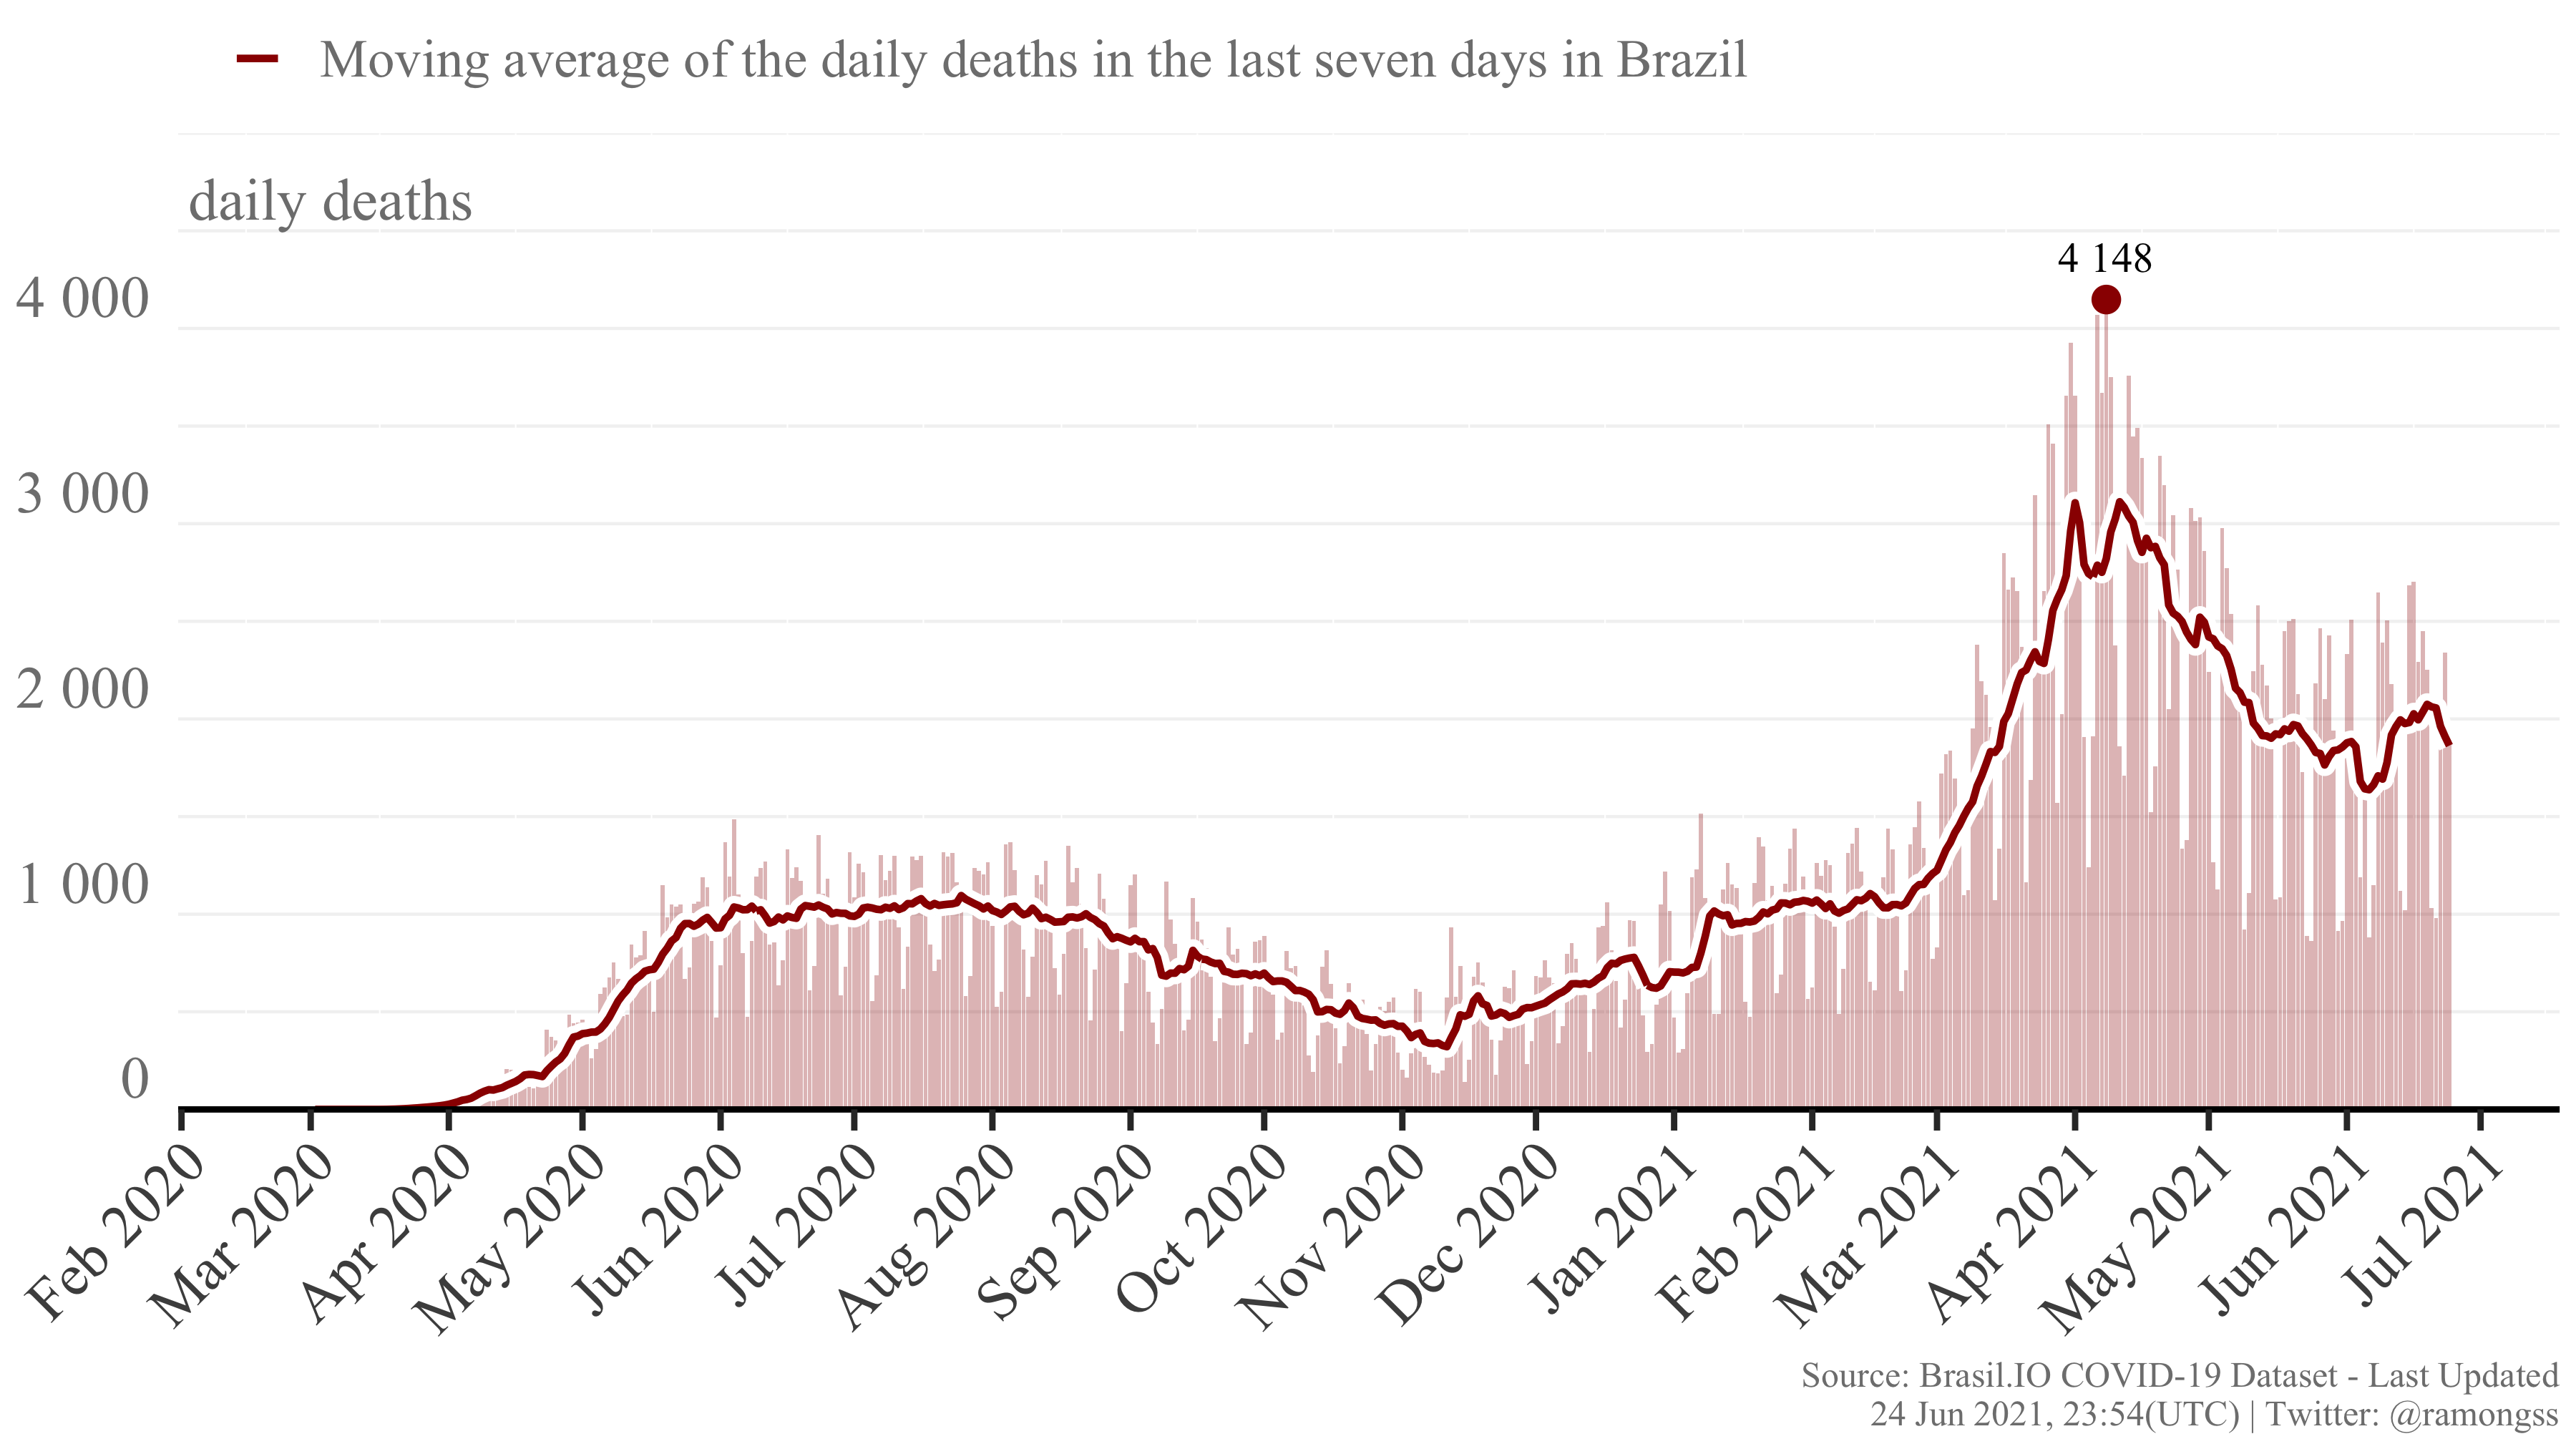 Moving average of the daily deaths in the last seven days in Brazil
daily deaths
4 148
4 000
3 000
2 000
1 000
0
Feb 2020
Mar 2020
Apr 2020
May 2020
Jun 2020
Jul 2020
Aug 2020
Sep 2020
Oct 2020
Nov 2020
Dec 2020
Jan 2021
Feb 2021
Mar 2021
Apr 2021
May 2021
Jun 2021
Jul 2021
Source: Brasil.IO COVID-19 Dataset - Last Updated
24 Jun 2021, 23:54(UTC) | Twitter: @ramongss